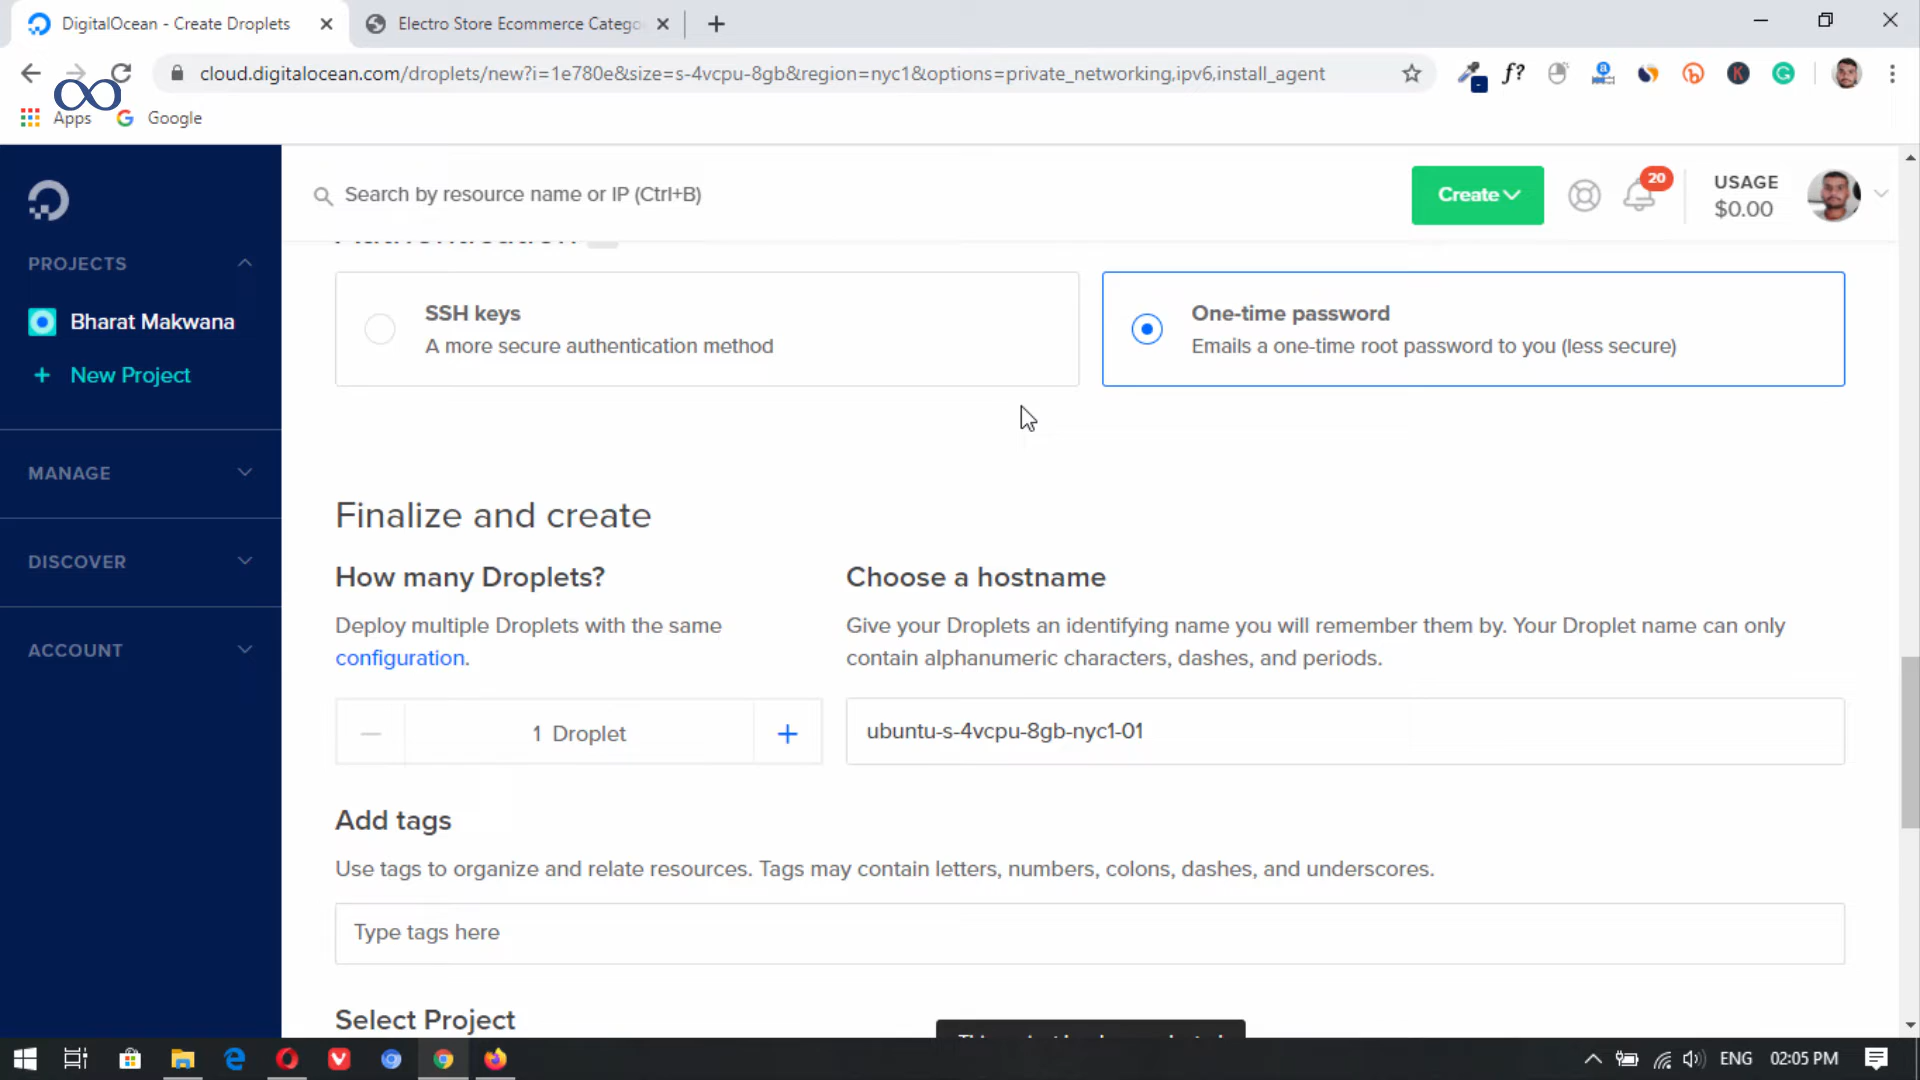 DigitalOcean - Create Droplets
Electro Store Ecommerce Catego
cloud.digitalocean.com/droplets/new?i=1e780e&size=s-4vcpu-8gb&region=nyc1&options=private_networking,ipv6,install_agent
f?
Apps
Google
Search by resource name or IP (Ctrl+B)
Create
20
USAGE
$0.00
PROJECTS
Bharat Makwana
+ New Project
MANAGE
DISCOVER
ACCOUNT
SSH keys
A more secure authentication method
One-time password
Emails a one-time root password to you (less secure)
Finalize and create
How many Droplets?
Deploy multiple Droplets with the same
configuration.
1 Droplet
Choose a hostname
Give your Droplets an identifying name you will remember them by. Your Droplet name can only
contain alphanumeric characters, dashes, and periods.
ubuntu-s-4vcpu-8gb-nyc1-01
Add tags
Use tags to organize and relate resources. Tags may contain letters, numbers, colons, dashes, and underscores.
Type tags here
Select Project
ENG
02:05 PM